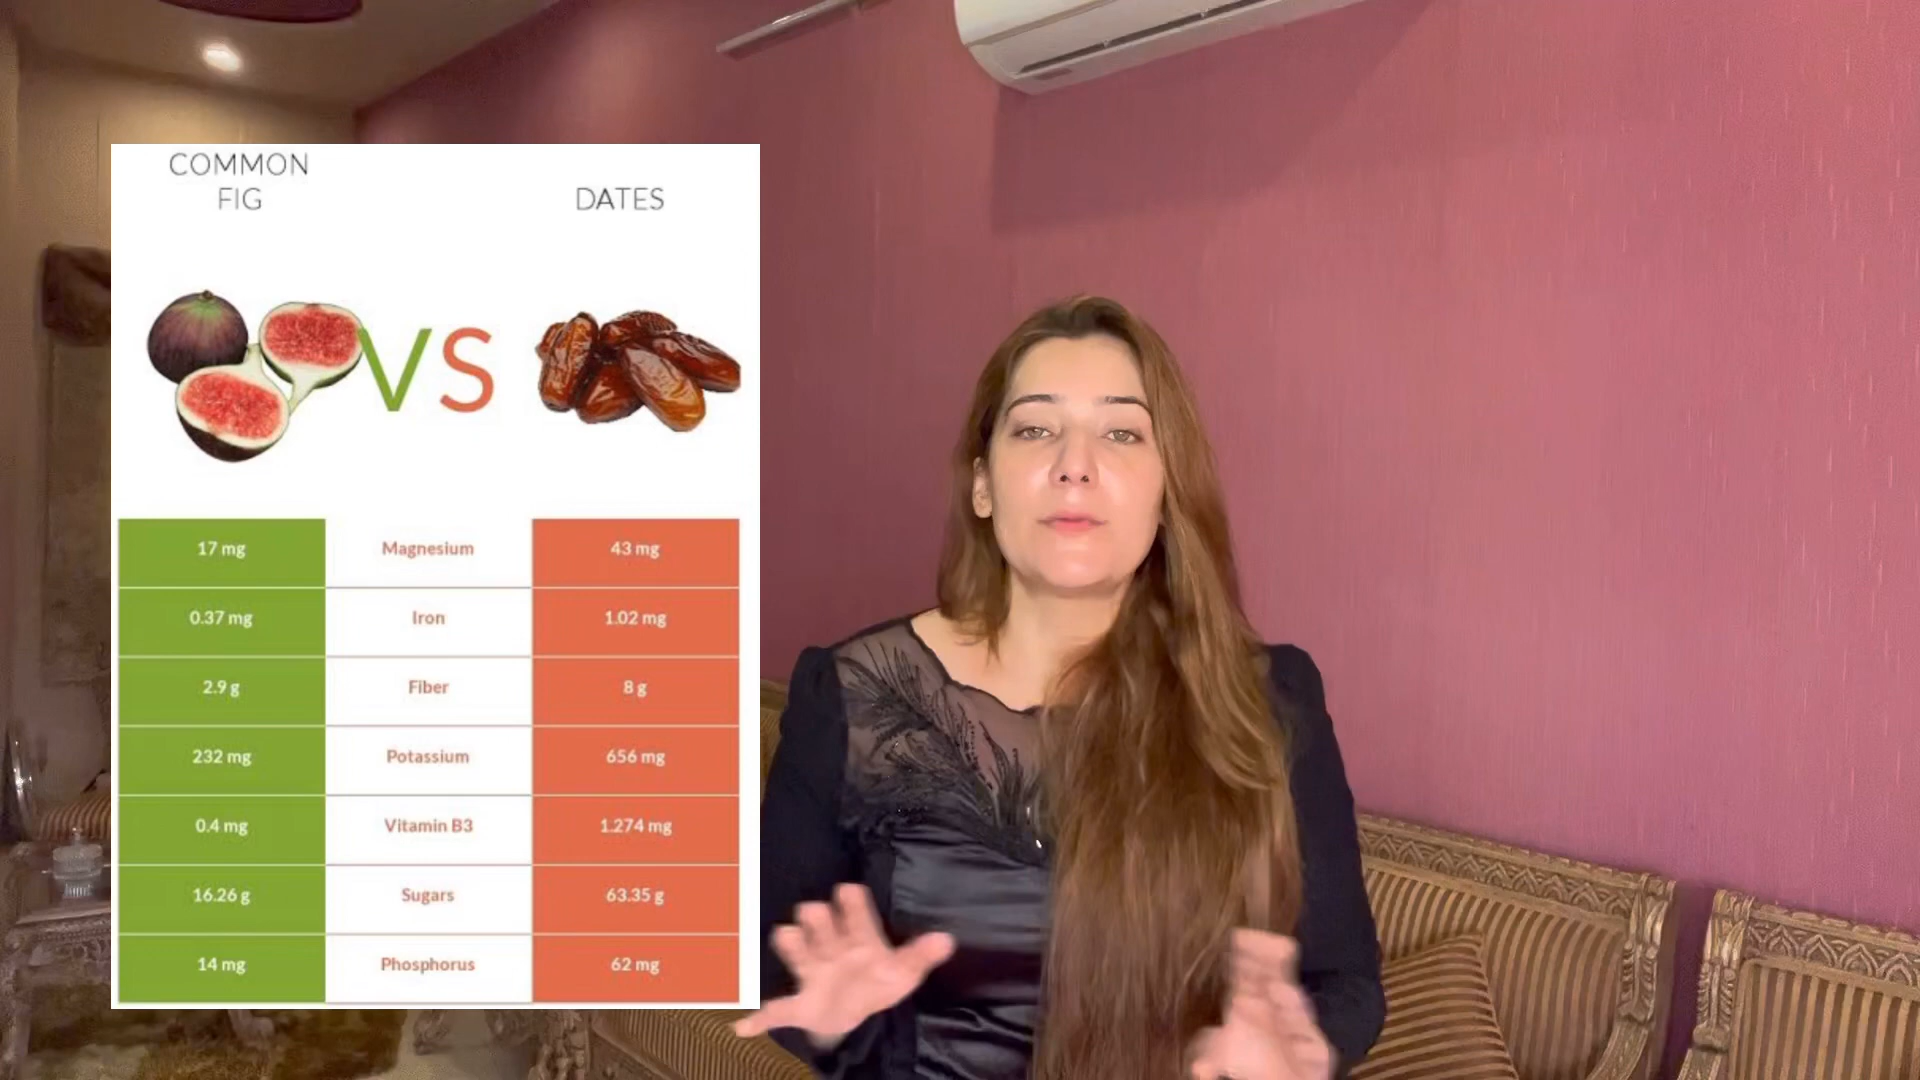 COMMON
FIG
DATES
VS
17 mg Magnesium 43 mg
0.37 mg Iron 1.02 mg
2.9 g Fiber 8 g
232 mg Potassium 656 mg
0.4 mg Vitamin B3 1.274 mg
16.26 g Sugars 63.35 g
14 mg Phosphorus 62 mg